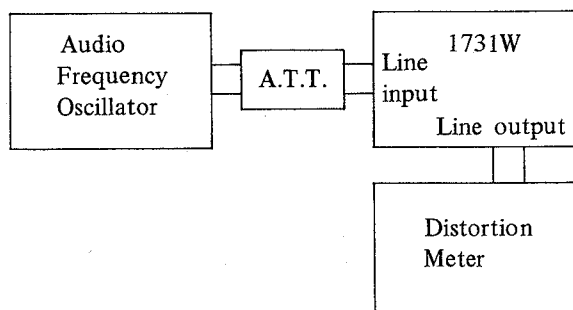 Audio
Frequency
Oscillator
A.T.T.
1731W
Line
input
Line output
Distortion
Meter